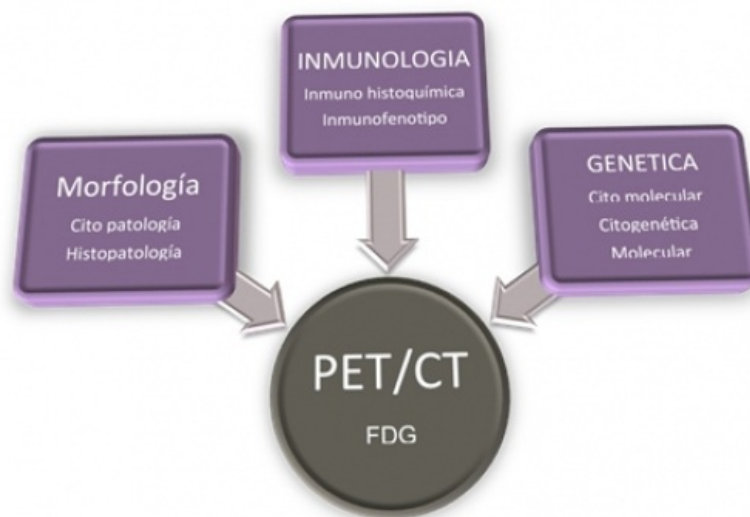 INMUNOLOGIA
Inmuno histoquímica
Inmunofenotipo
Morfología
Cito patología
Histopatología
GENETICA
Cito molecular
Citogenética
Molecular
PET/CT
FDG